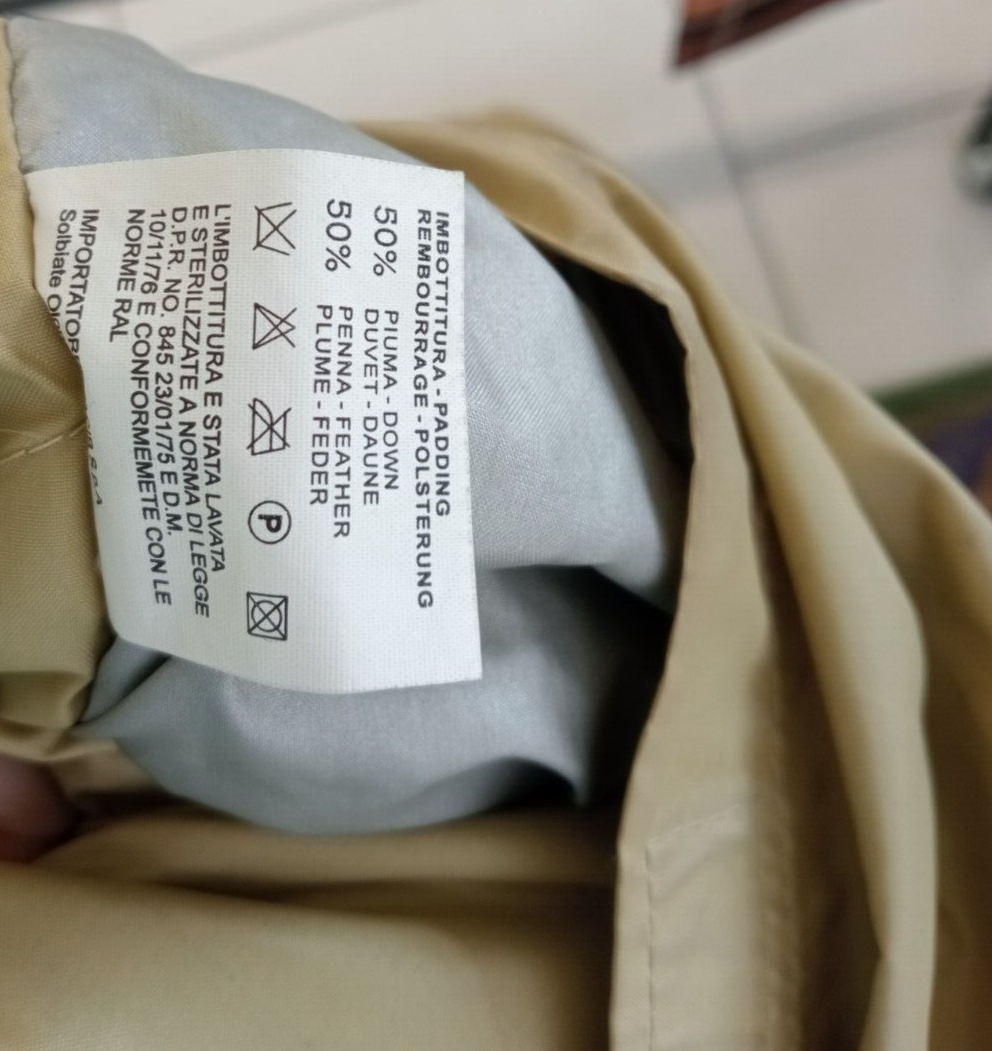 IMBOTTITURA - PADDING
REMBOURRAGE - POLSTERUNG
50% PIUMA - DOWN
DUVET - DAUNE
50% PENNA - FEATHER
PLUME - FEDER
P
L'IMBOTTITURA E STATA LAVATA
E STERILIZZATE A NORMA DI LEGGE
D.P.R. NO. 845 23/01/75 E D.M.
10/11/76 E CONFORMEMETE CON LE
NORME RAL
Solbiate